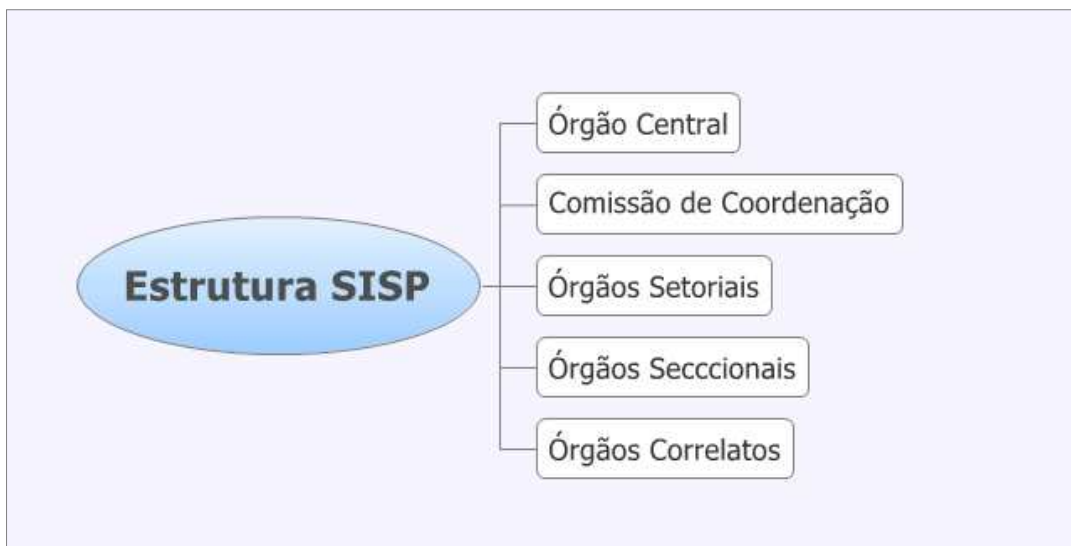 Estrutura SISP
Órgão Central
Comissão de Coordenação
Órgãos Setoriais
Órgãos Secccionais
Órgãos Correlatos